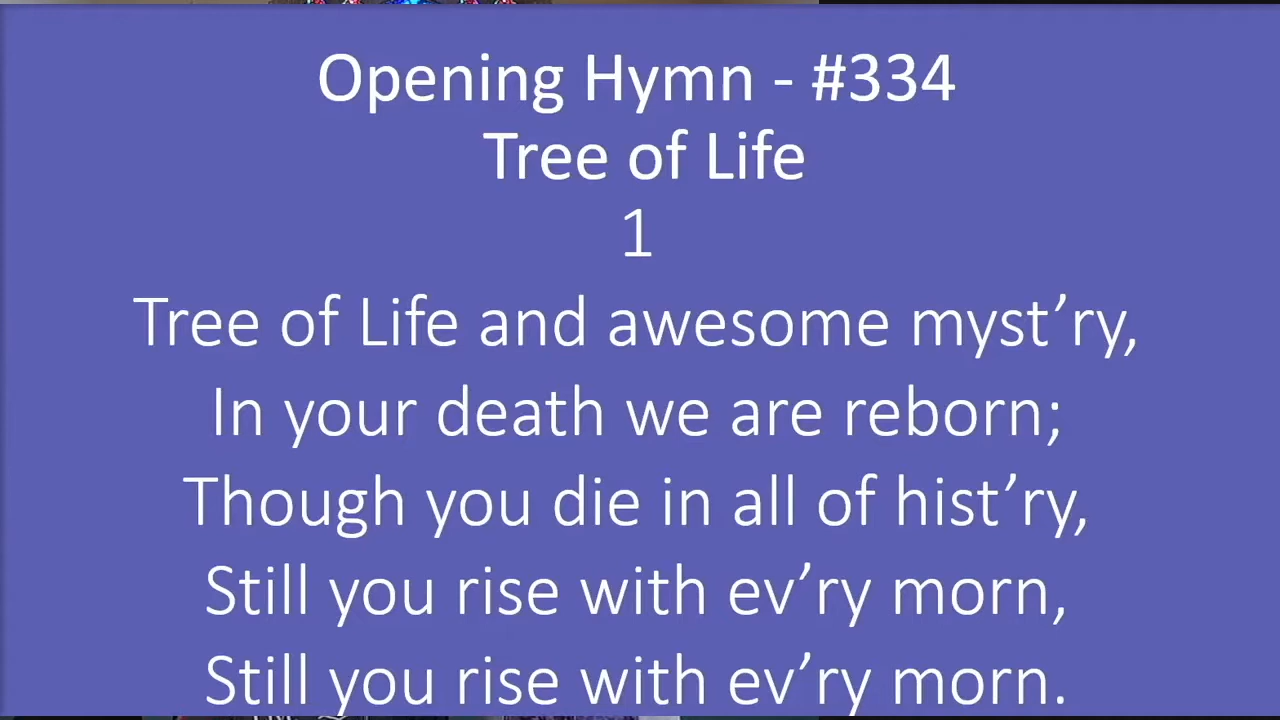 Opening Hymn - #334
Tree of Life
1
Tree of Life and awesome myst’ry,
In your death we are reborn;
Though you die in all of hist’ry,
Still you rise with ev’ry morn,
Still you rise with ev’ry morn.